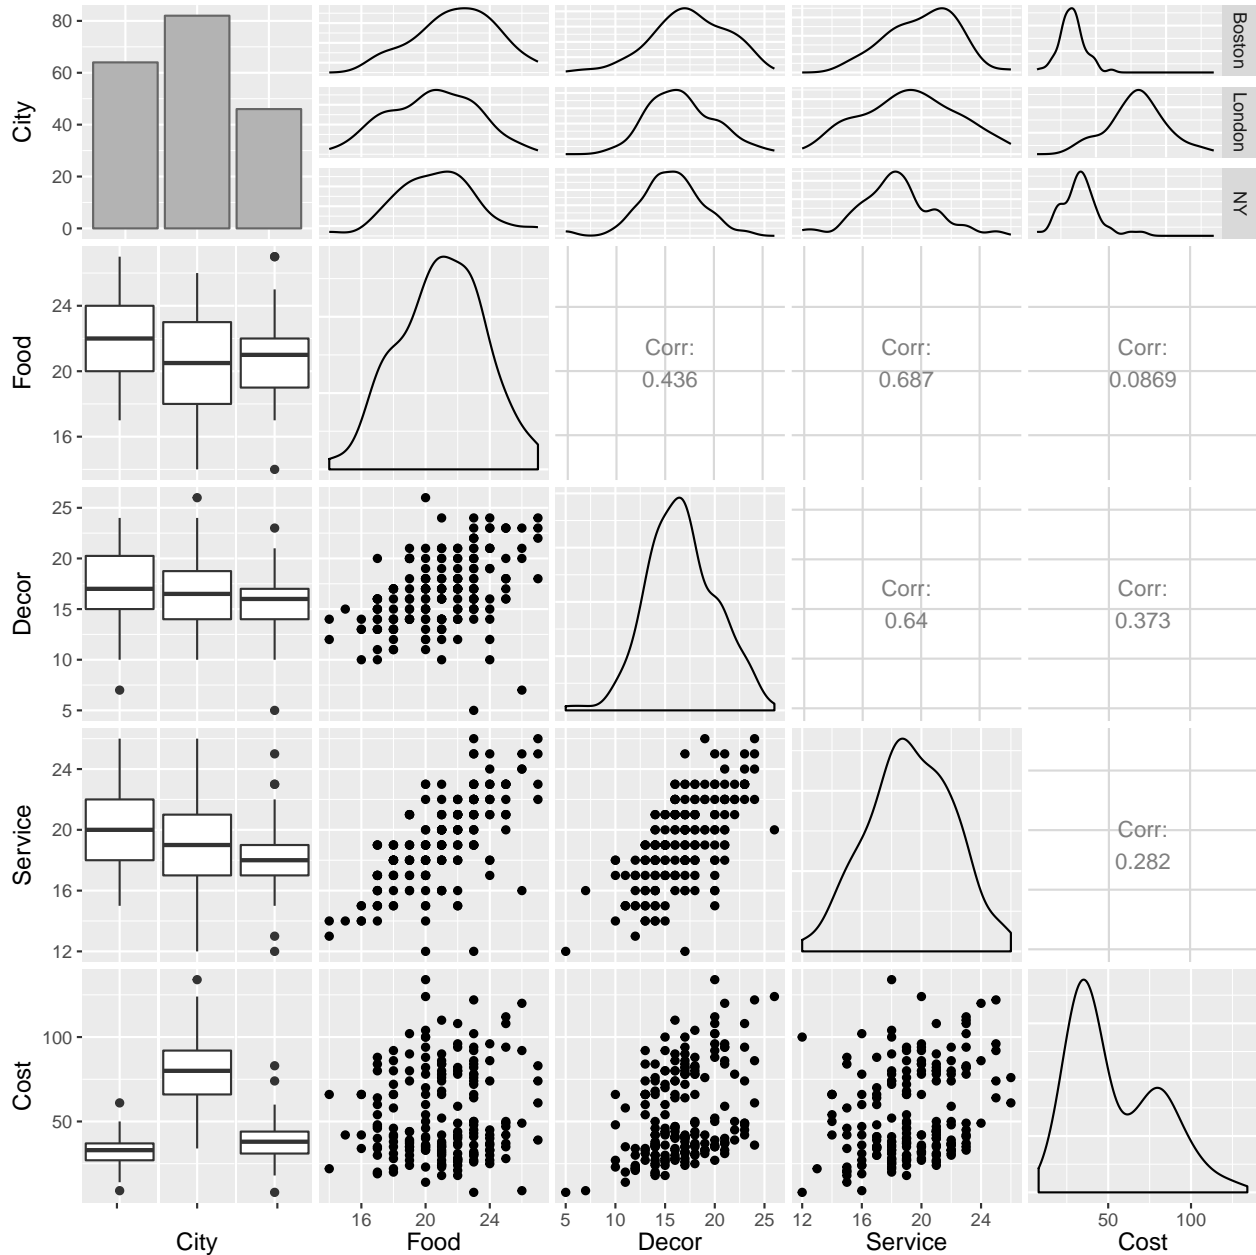 City
80
60
40
20
0
Boston
London
NY
Food
24
20
16
Corr:
0.436
Corr:
0.687
Corr:
0.0869
Decor
25
20
15
10
5
Corr:
0.64
Corr:
0.373
Service
24
20
16
12
Corr:
0.282
Cost
100
50
16 20 24
5 10 15 20 25
12 16 20 24
50 100
City Food Decor Service Cost